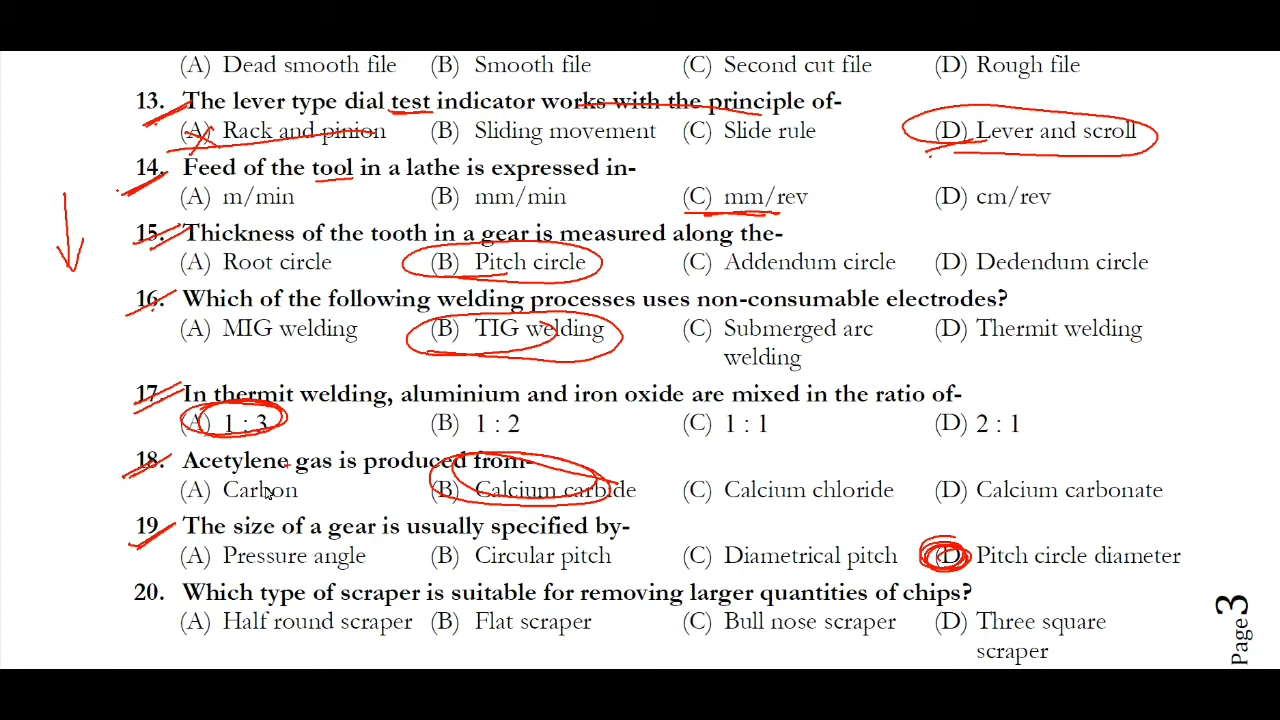 (A) Dead smooth file (B) Smooth file (C) Second cut file (D) Rough file
13. The lever type dial test indicator works with the principle of-
(A) Rack and pinion (B) Sliding movement (C) Slide rule (D) Lever and scroll
14. Feed of the tool in a lathe is expressed in-
(A) m/min (B) mm/min (C) mm/rev (D) cm/rev
15. Thickness of the tooth in a gear is measured along the-
(A) Root circle (B) Pitch circle (C) Addendum circle (D) Dedendum circle
16. Which of the following welding processes uses non-consumable electrodes?
(A) MIG welding (B) TIG welding (C) Submerged arc (D) Thermit welding
welding
17. In thermit welding, aluminium and iron oxide are mixed in the ratio of-
(A) 1 : 3 (B) 1 : 2 (C) 1 : 1 (D) 2 : 1
18. Acetylene gas is produced from-
(A) Carbon (B) Calcium carbide (C) Calcium chloride (D) Calcium carbonate
19. The size of a gear is usually specified by-
(A) Pressure angle (B) Circular pitch (C) Diametrical pitch (D) Pitch circle diameter
20. Which type of scraper is suitable for removing larger quantities of chips?
(A) Half round scraper (B) Flat scraper (C) Bull nose scraper (D) Three square
scraper
Page 3